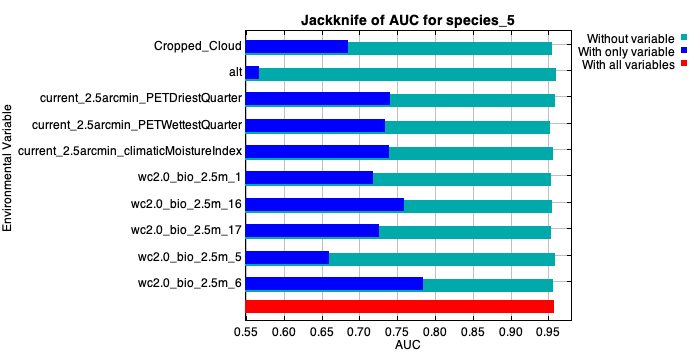 Jackknife of AUC for species_5
Without variable
With only variable
With all variables
Environmental Variable
Cropped_Cloud
alt
current_2.5arcmin_PETDriestQuarter
current_2.5arcmin_PETWettestQuarter
current_2.5arcmin_climaticMoistureIndex
wc2.0_bio_2.5m_1
wc2.0_bio_2.5m_16
wc2.0_bio_2.5m_17
wc2.0_bio_2.5m_5
wc2.0_bio_2.5m_6
0.55 0.60 0.65 0.70 0.75 0.80 0.85 0.90 0.95
AUC